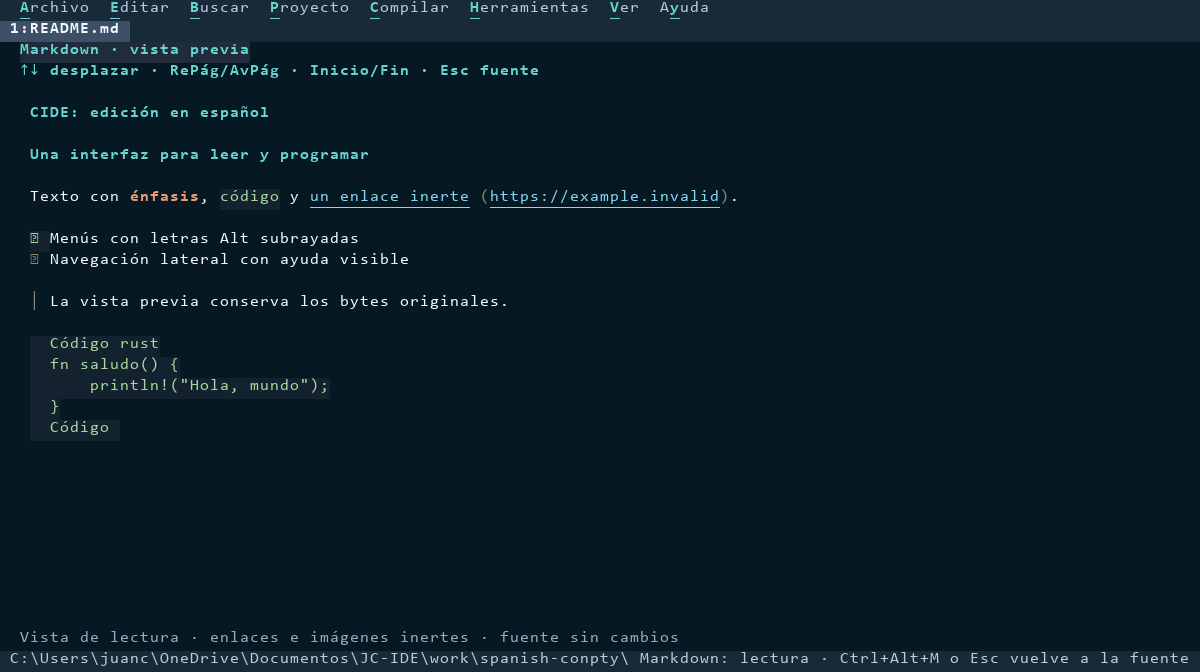 Archivo Editar Buscar Proyecto Compilar Herramientas Ver Ayuda
1:README.md
Markdown · vista previa
↑↓ desplazar · RePág/AvPág · Inicio/Fin · Esc fuente
CIDE: edición en español
Una interfaz para leer y programar
Texto con énfasis, código y un enlace inerte (https://example.invalid).
Menús con letras Alt subrayadas
Navegación lateral con ayuda visible
│ La vista previa conserva los bytes originales.
Código rust
fn saludo() {
    println!("Hola, mundo");
}
Código
Vista de lectura · enlaces e imágenes inertes · fuente sin cambios
C:\Users\juanc\OneDrive\Documentos\JC-IDE\work\spanish-conpty\ Markdown: lectura · Ctrl+Alt+M o Esc vuelve a la fuente